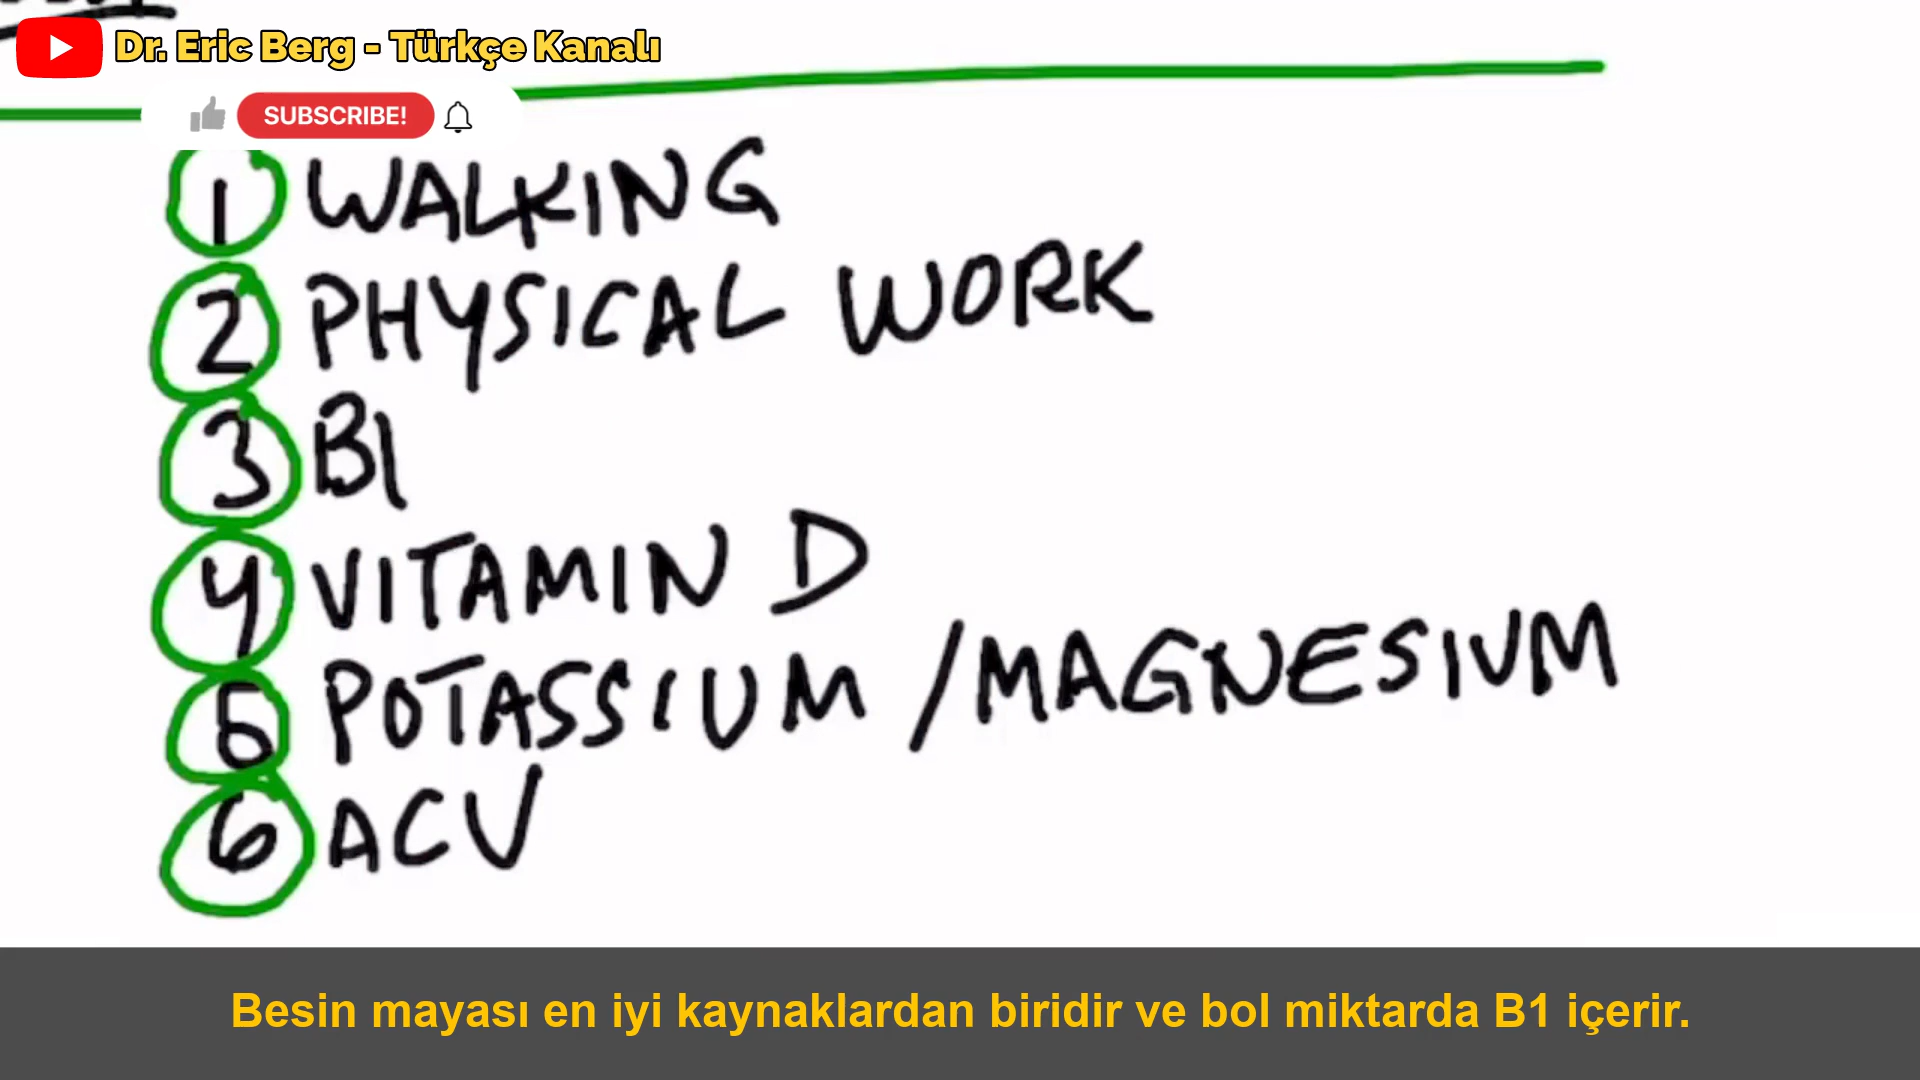 Dr. Eric Berg - Türkçe Kanalı
SUBSCRIBE!
1 WALKING
2 PHYSICAL WORK
3 B1
4 VITAMIN D
5 POTASSIUM / MAGNESIUM
6 ACV
Besin mayası en iyi kaynaklardan biridir ve bol miktarda B1 içerir.